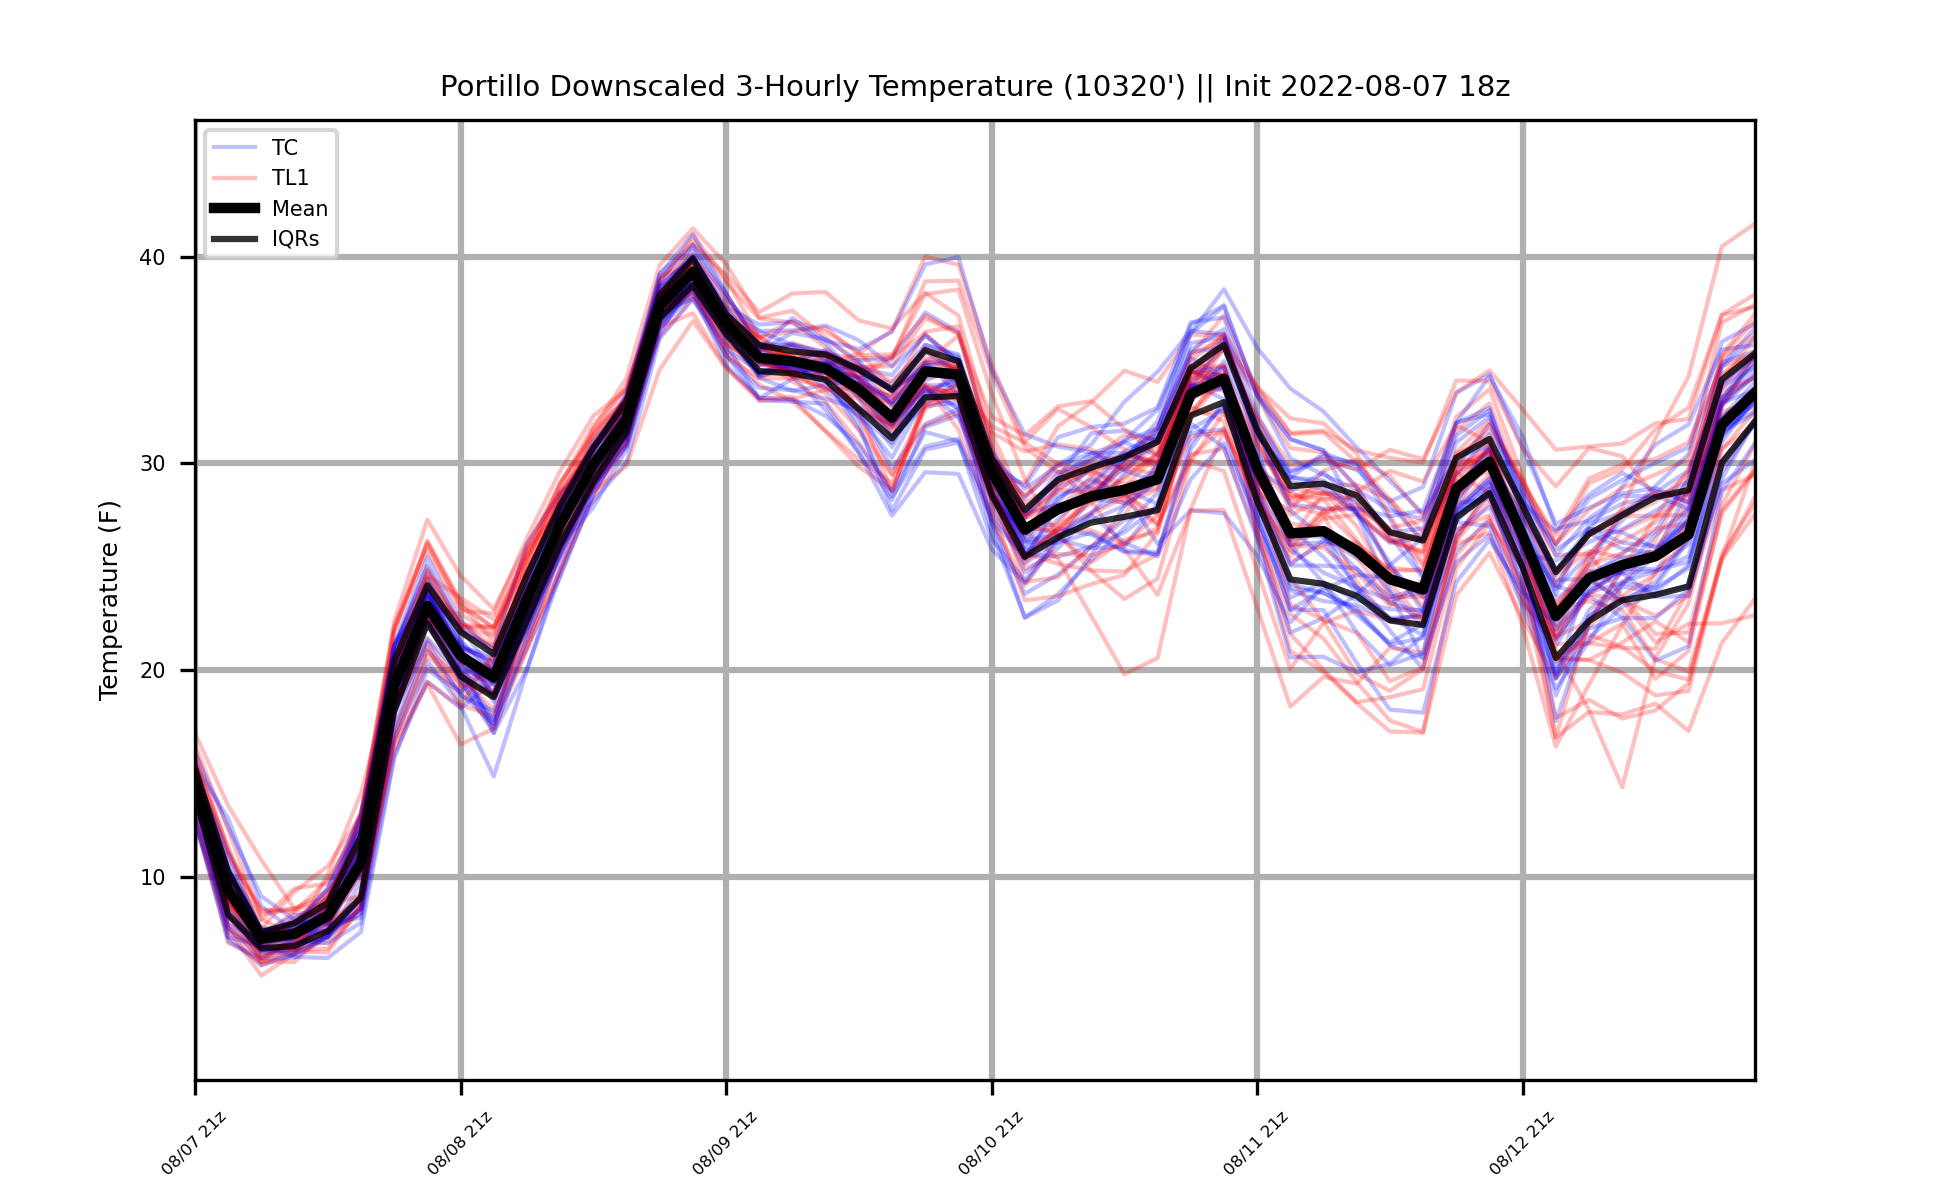 Portillo Downscaled 3-Hourly Temperature (10320') || Init 2022-08-07 18z
TC
TL1
Mean
IQRs
Temperature (F)
40
30
20
10
08/07 21z
08/08 21z
08/09 21z
08/10 21z
08/11 21z
08/12 21z